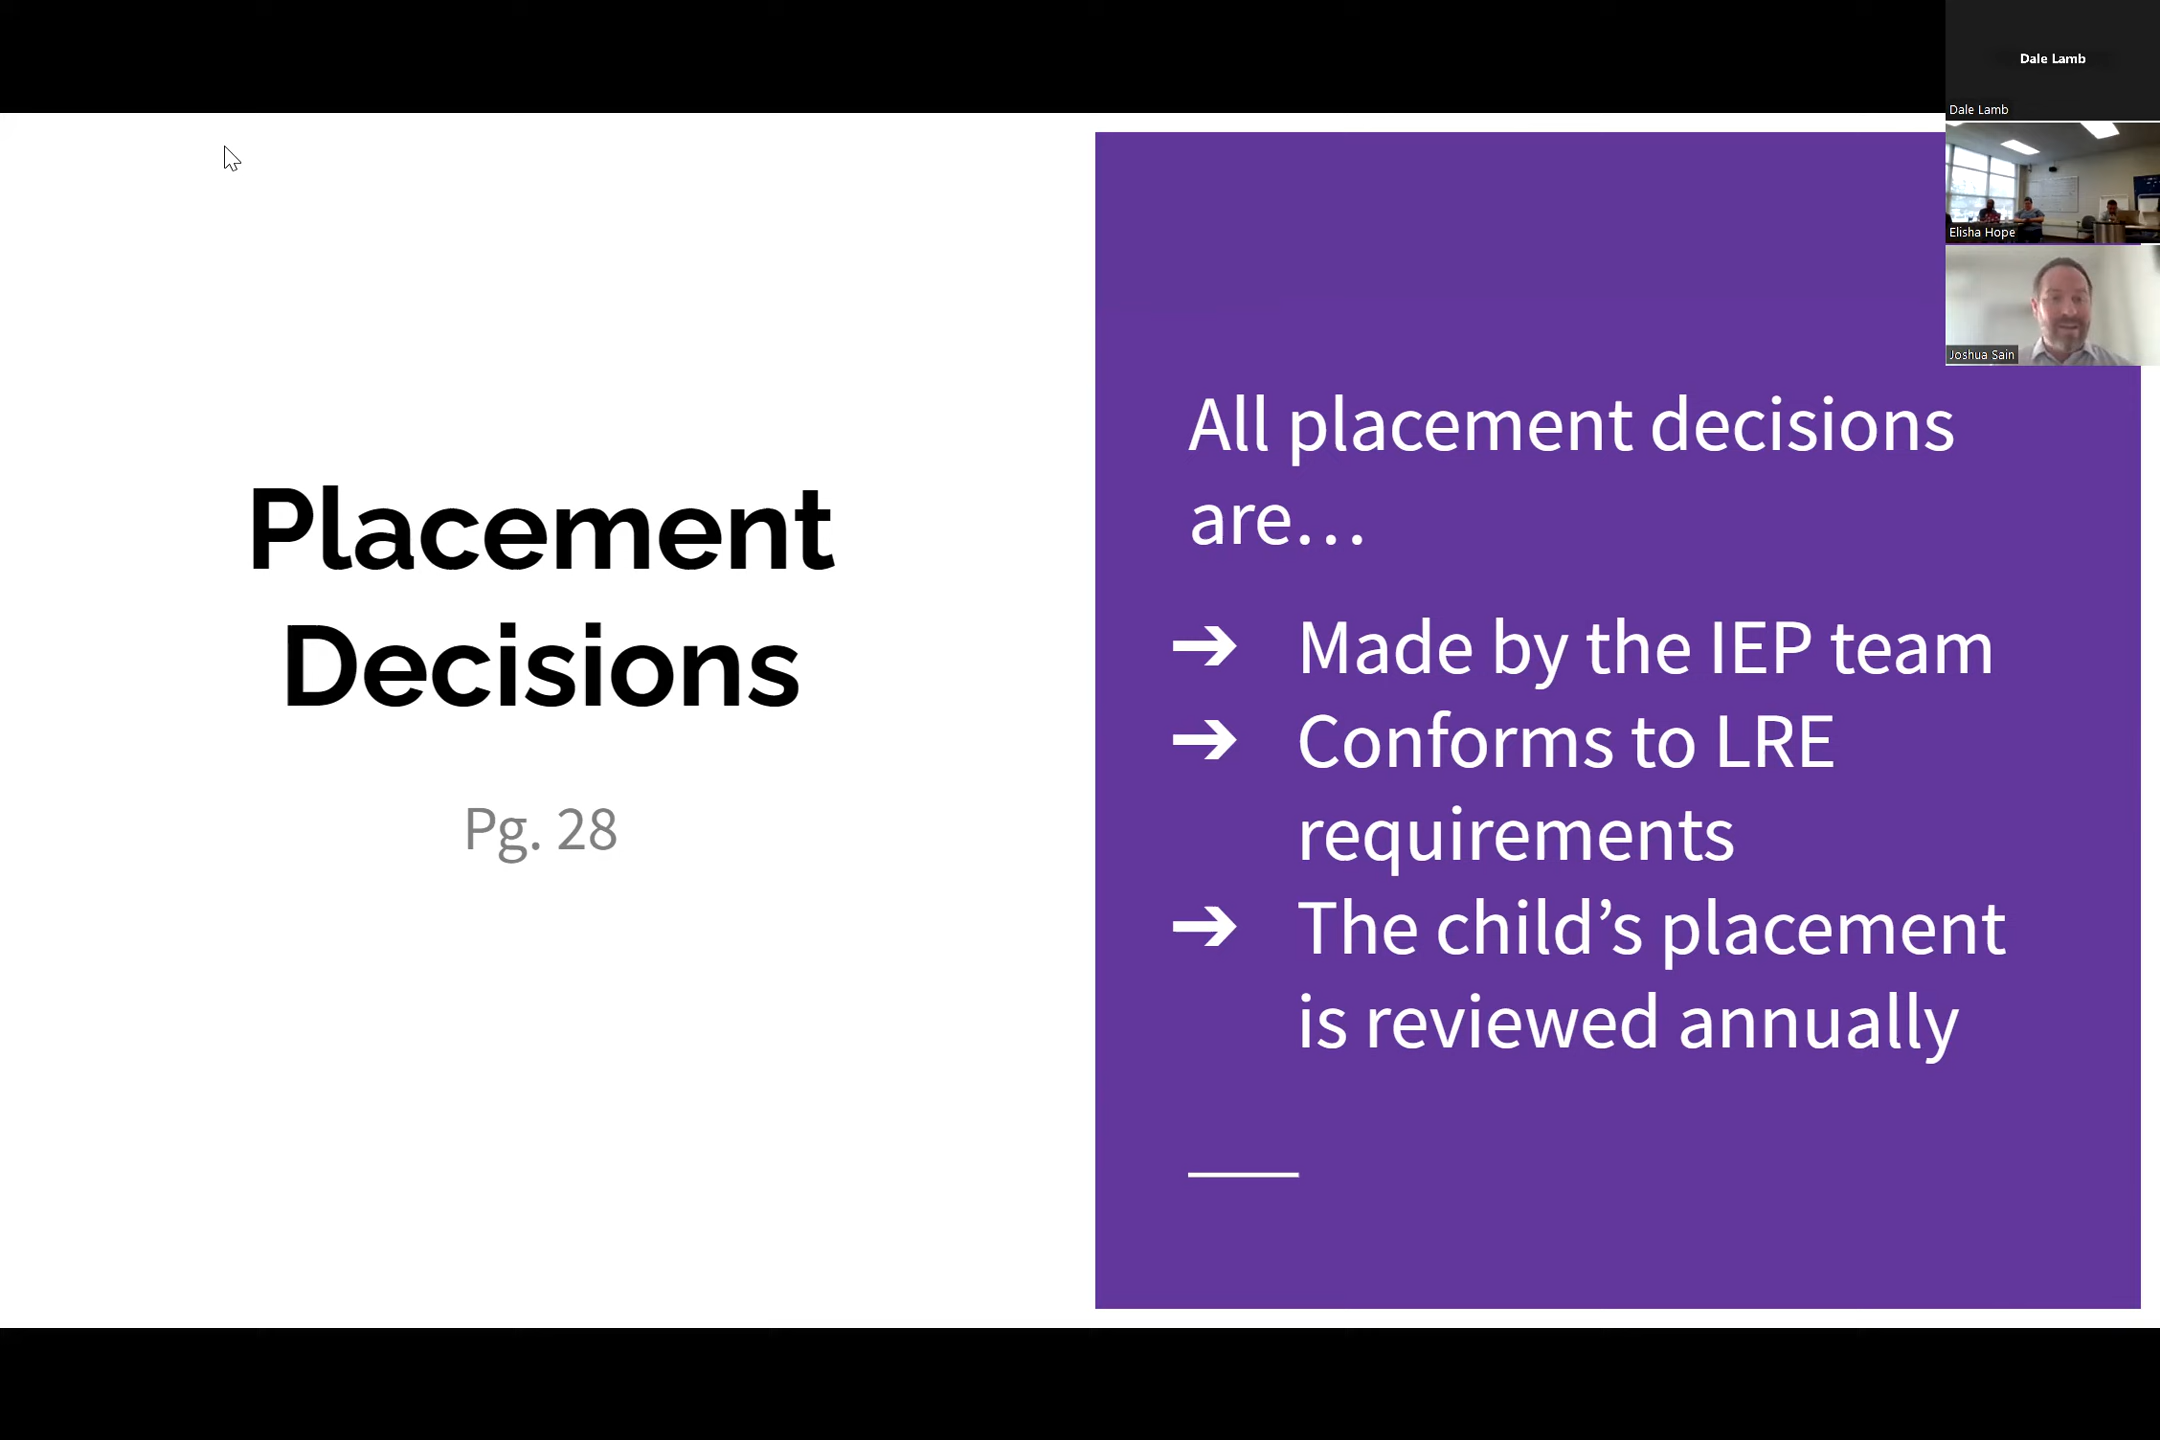 Dale Lamb
Dale Lamb
Elisha Hope
Joshua Sain
Placement
Decisions
Pg. 28
All placement decisions
are…
➔ Made by the IEP team
➔ Conforms to LRE
requirements
➔ The child’s placement
is reviewed annually